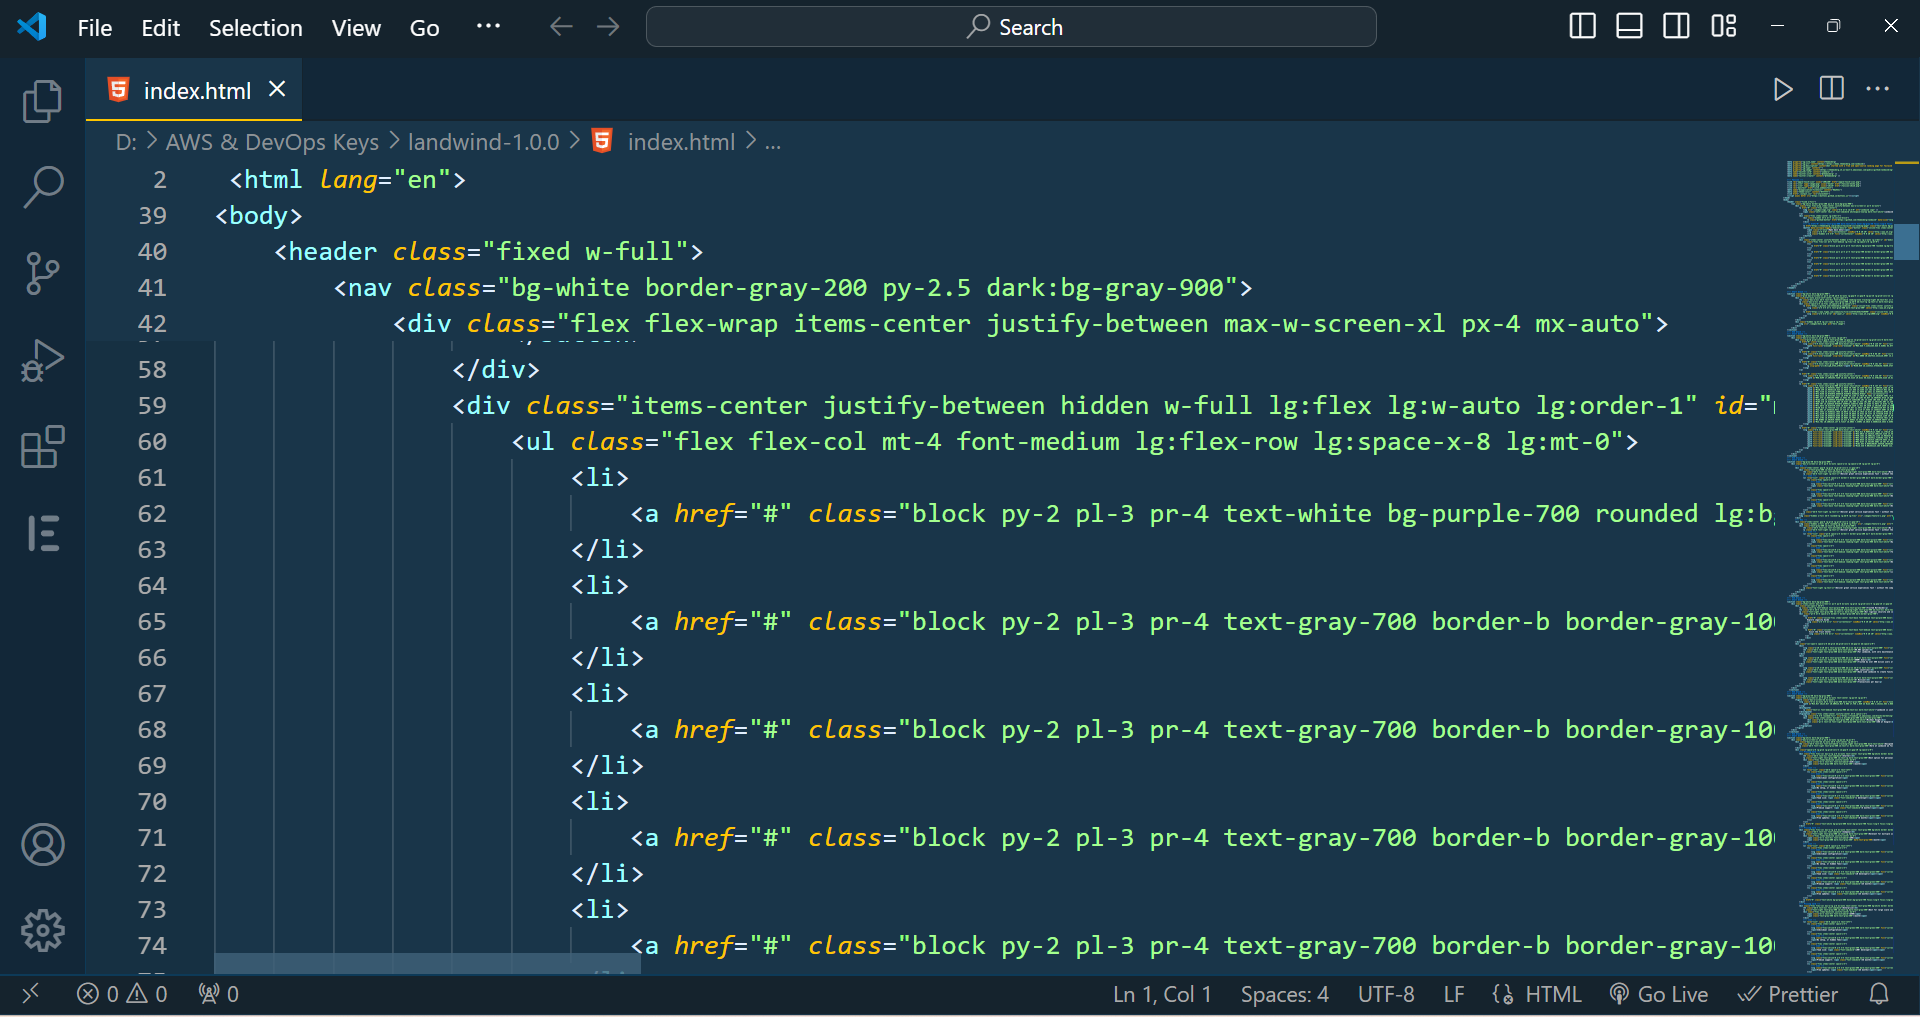 File Edit Selection View Go ··· Search
index.html
D: > AWS & DevOps Keys > landwind-1.0.0 > index.html > ...
2 <html lang="en">
39 <body>
40 <header class="fixed w-full">
41 <nav class="bg-white border-gray-200 py-2.5 dark:bg-gray-900">
42 <div class="flex flex-wrap items-center justify-between max-w-screen-xl px-4 mx-auto">
58 </div>
59 <div class="items-center justify-between hidden w-full lg:flex lg:w-auto lg:order-1" id="
60 <ul class="flex flex-col mt-4 font-medium lg:flex-row lg:space-x-8 lg:mt-0">
61 <li>
62 <a href="#" class="block py-2 pl-3 pr-4 text-white bg-purple-700 rounded lg:b
63 </li>
64 <li>
65 <a href="#" class="block py-2 pl-3 pr-4 text-gray-700 border-b border-gray-10
66 </li>
67 <li>
68 <a href="#" class="block py-2 pl-3 pr-4 text-gray-700 border-b border-gray-10
69 </li>
70 <li>
71 <a href="#" class="block py-2 pl-3 pr-4 text-gray-700 border-b border-gray-10
72 </li>
73 <li>
74 <a href="#" class="block py-2 pl-3 pr-4 text-gray-700 border-b border-gray-10
0 0 0 Ln 1, Col 1 Spaces: 4 UTF-8 LF HTML Go Live Prettier